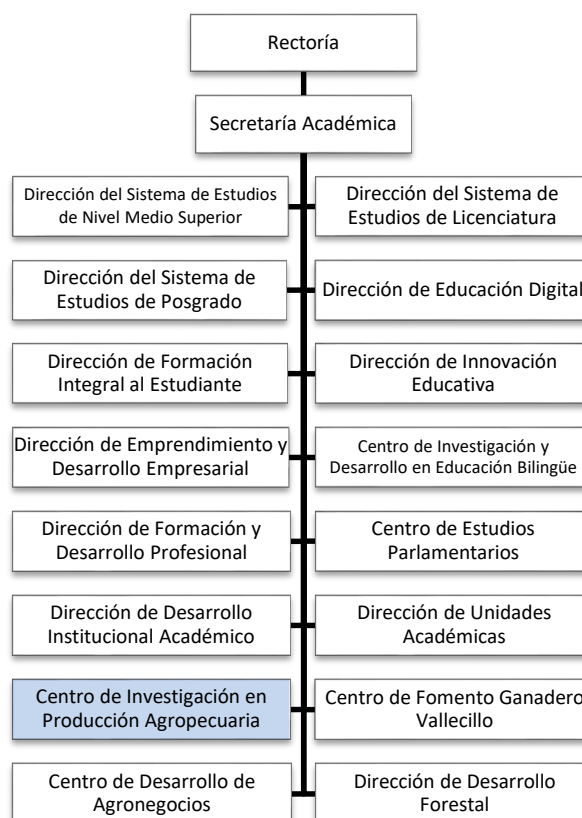 Rectoría
Secretaría Académica
Dirección del Sistema de Estudios
de Nivel Medio Superior
Dirección del Sistema de
Estudios de Licenciatura
Dirección del Sistema de
Estudios de Posgrado
Dirección de Educación Digital
Dirección de Formación
Integral al Estudiante
Dirección de Innovación
Educativa
Dirección de Emprendimiento y
Desarrollo Empresarial
Centro de Investigación y
Desarrollo en Educación Bilingüe
Dirección de Formación y
Desarrollo Profesional
Centro de Estudios
Parlamentarios
Dirección de Desarrollo
Institucional Académico
Dirección de Unidades
Académicas
Centro de Investigación en
Producción Agropecuaria
Centro de Fomento Ganadero
Vallecillo
Centro de Desarrollo de
Agronegocios
Dirección de Desarrollo
Forestal